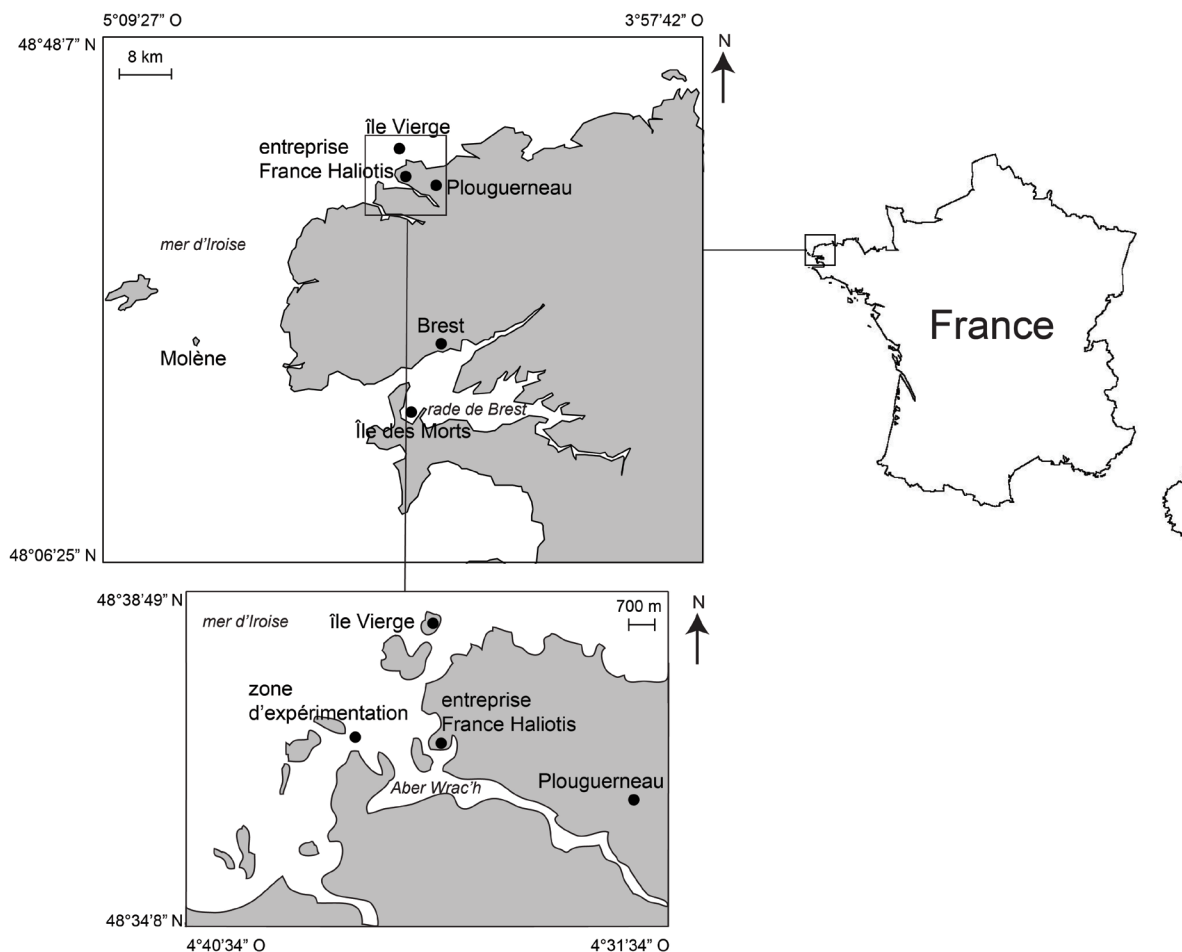 5°09’27” O
3°57’42” O
48°48’7” N
N
8 km
île Vierge
entreprise
France Haliotis
Plouguerneau
mer d’Iroise
Molène
Brest
rade de Brest
Île des Morts
48°06’25” N
France
48°38’49” N
700 m
N
mer d’Iroise
île Vierge
zone
d’expérimentation
entreprise
France Haliotis
Aber Wrac’h
Plouguerneau
48°34’8” N
4°40’34” O
4°31’34” O